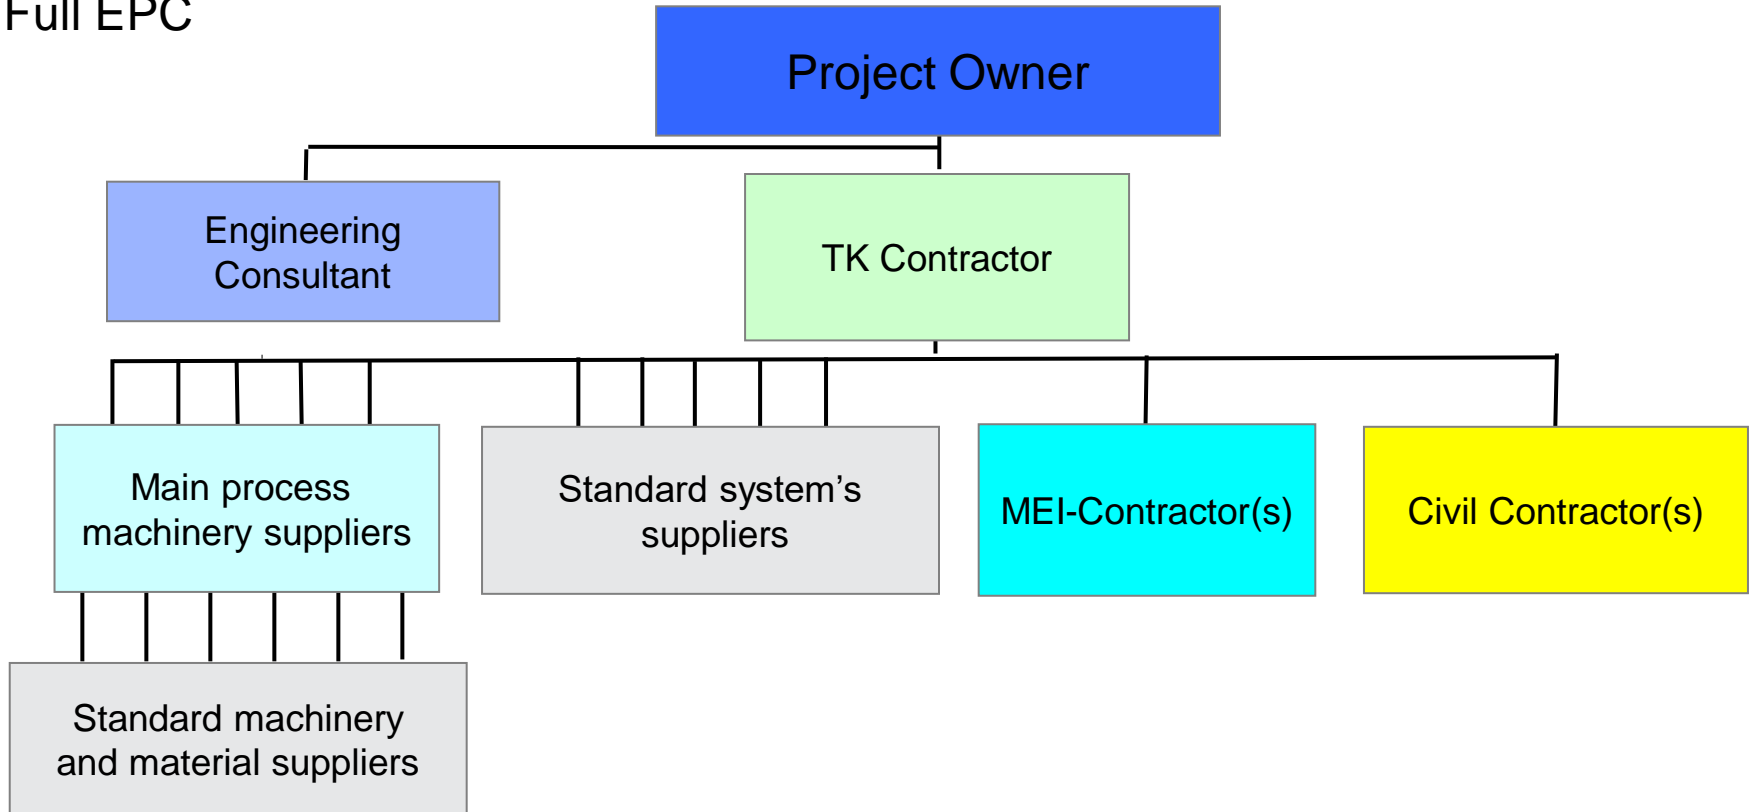 Full EPC
Project Owner
Engineering
Consultant
TK Contractor
Main process
machinery suppliers
Standard system’s
suppliers
MEI-Contractor(s)
Civil Contractor(s)
Standard machinery
and material suppliers